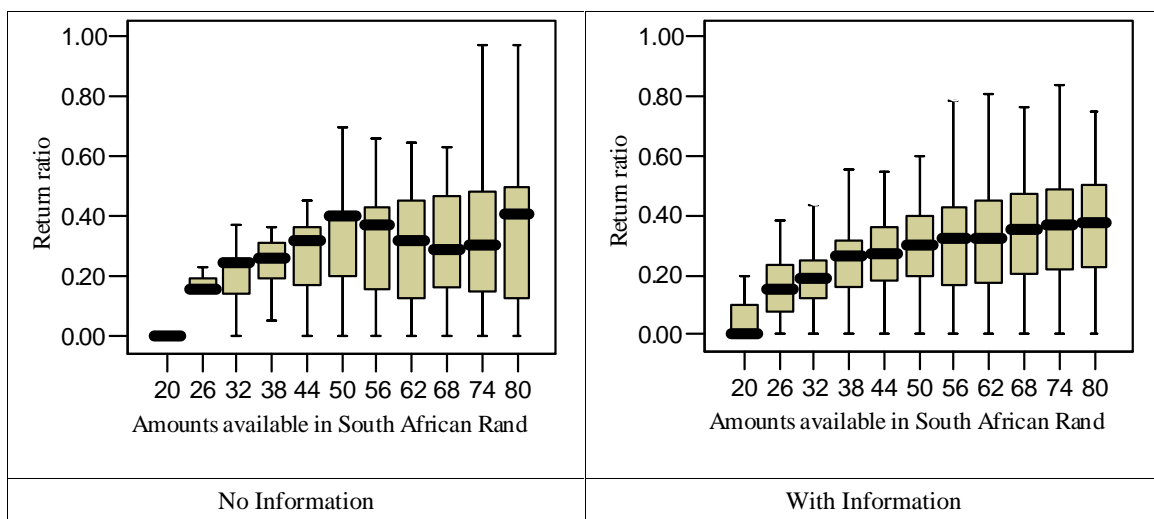 1.00
0.80
0.60
0.40
0.20
0.00
Return ratio
20 26 32 38 44 50 56 62 68 74 80
Amounts available in South African Rand
No Information
1.00
0.80
0.60
0.40
0.20
0.00
Return ratio
20 26 32 38 44 50 56 62 68 74 80
Amounts available in South African Rand
With Information